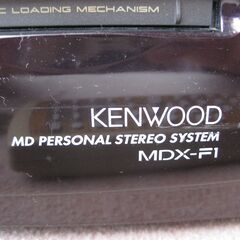 C LOADING MECHANISM
KENWOOD
MD PERSONAL STEREO SYSTEM
MDX-F1